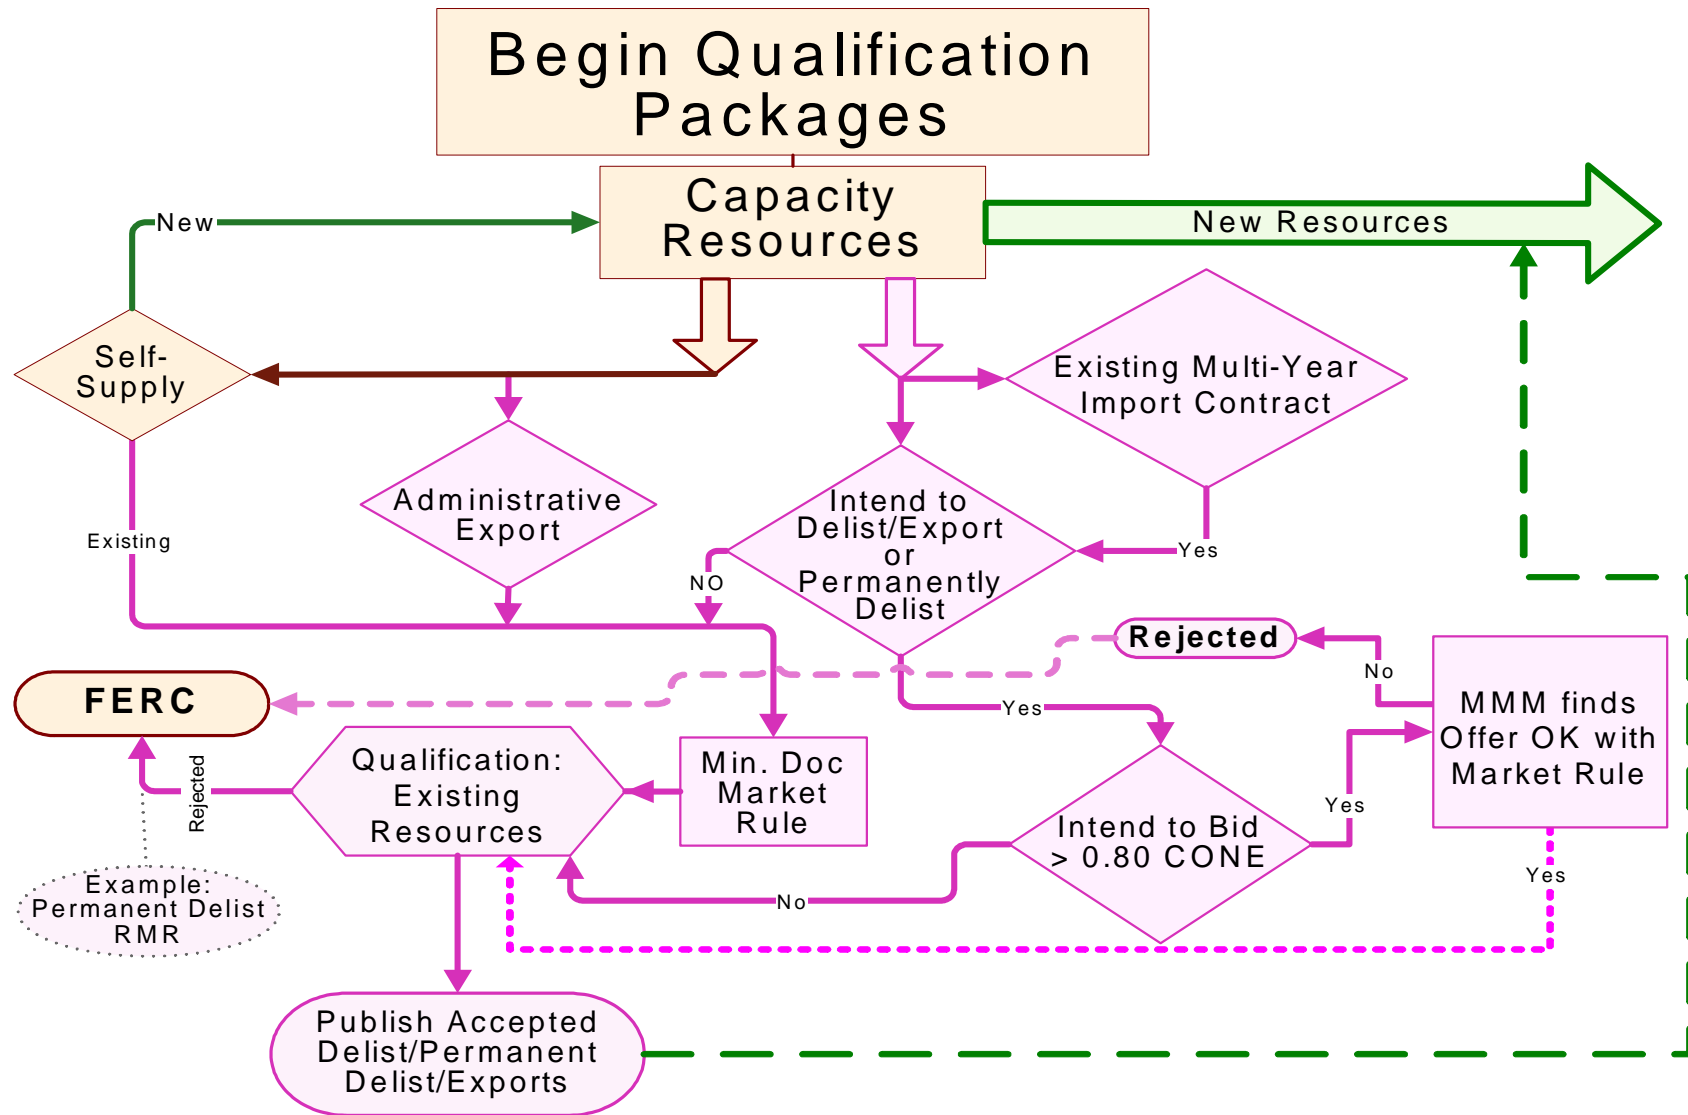 Begin Qualification
Packages
Capacity
Resources
New
New Resources
Self-
Supply
Existing Multi-Year
Import Contract
Administrative
Export
Intend to
Delist/Export
or
Permanently
Delist
Existing
Yes
NO
Rejected
No
FERC
Yes
MMM finds
Offer OK with
Market Rule
Qualification:
Existing
Resources
Min. Doc
Market
Rule
Rejected
Yes
Intend to Bid
> 0.80 CONE
Yes
Example:
Permanent Delist
RMR
No
Publish Accepted
Delist/Permanent
Delist/Exports